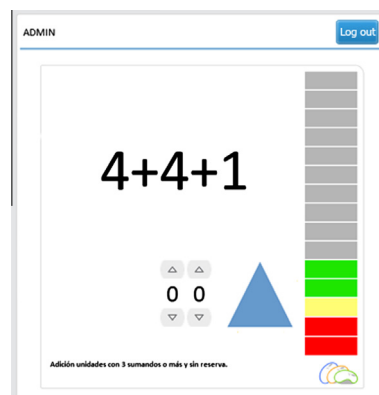 ADMIN Log out
4+4+1
0 0
Adición unidades con 3 sumandos o más y sin reserva.